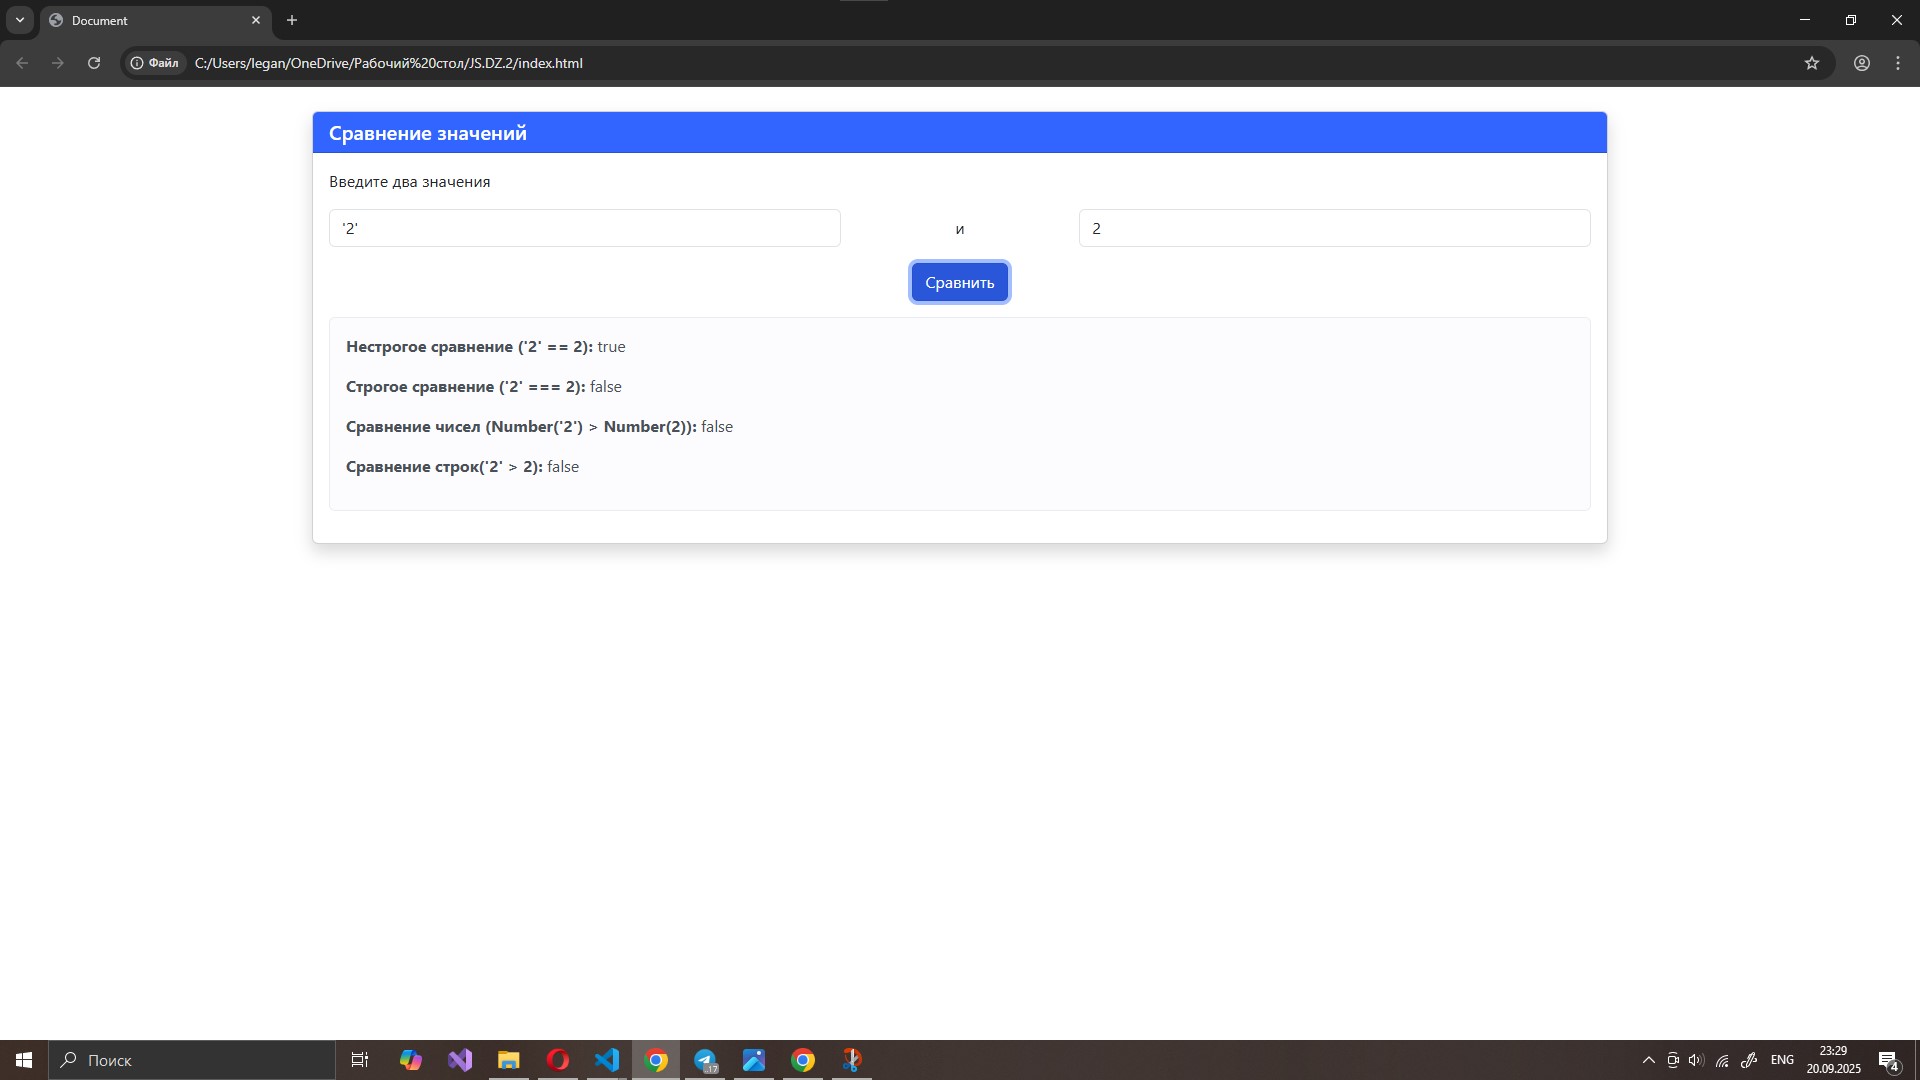 Document
Файл
C:/Users/legan/OneDrive/Рабочий%20стол/JS.DZ.2/index.html
Сравнение значений
Введите два значения
'2' и 2
Сравнить
Нестрогое сравнение ('2' == 2): true
Строгое сравнение ('2' === 2): false
Сравнение чисел (Number('2') > Number(2)): false
Сравнение строк('2' > 2): false
Поиск
..17
ENG
23:29
20.09.2025
4